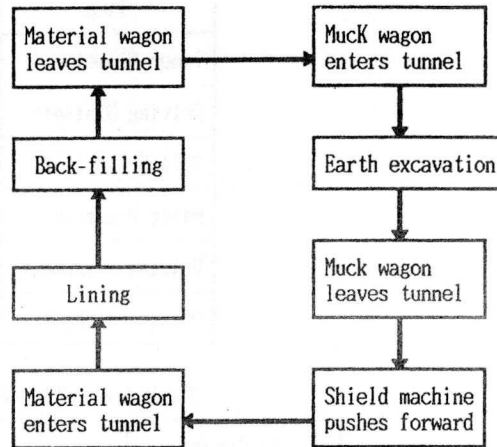 Material wagon
leaves tunnel
MucK wagon
enters tunnel
Back-filling
Earth excavation
Lining
Muck wagon
leaves tunnel
Material wagon
enters tunnel
Shield machine
pushes forward